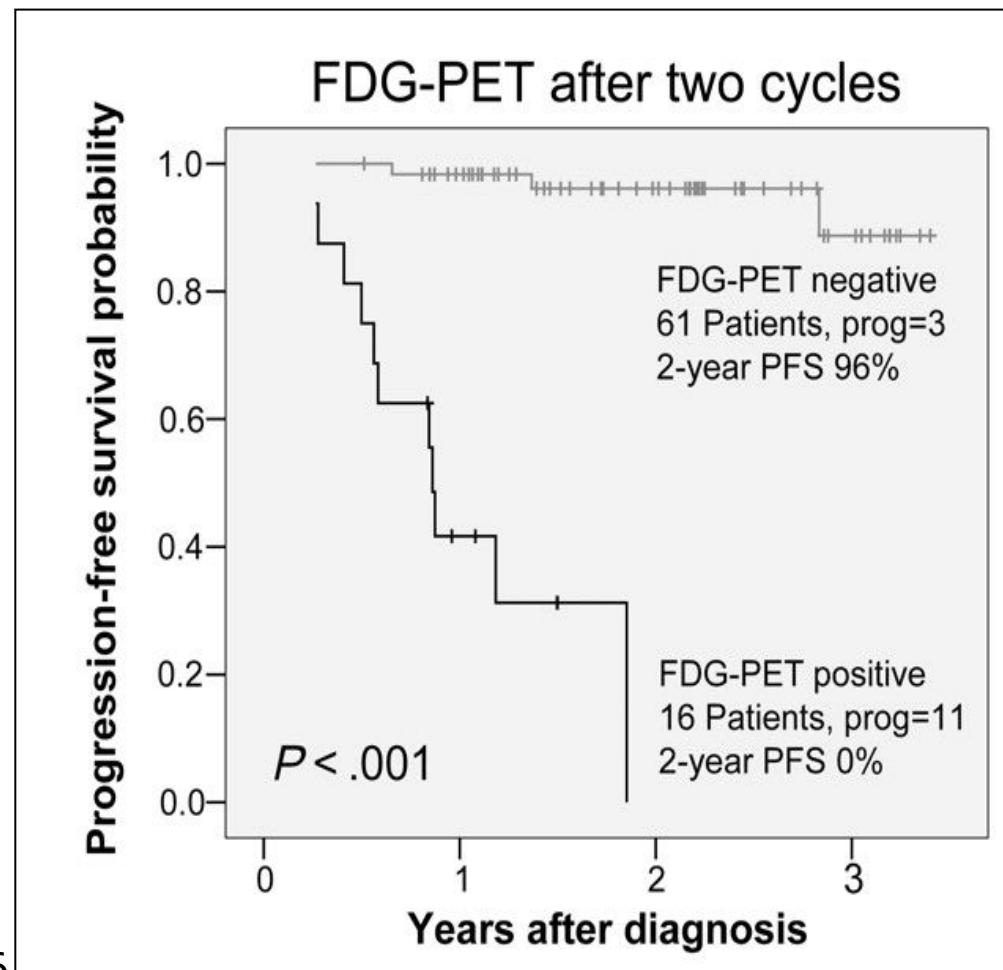 FDG-PET after two cycles
Progression-free survival probability
1.0
0.8
0.6
0.4
0.2
0.0
FDG-PET negative
61 Patients, prog=3
2-year PFS 96%
FDG-PET positive
16 Patients, prog=11
2-year PFS 0%
P < .001
0 1 2 3
Years after diagnosis